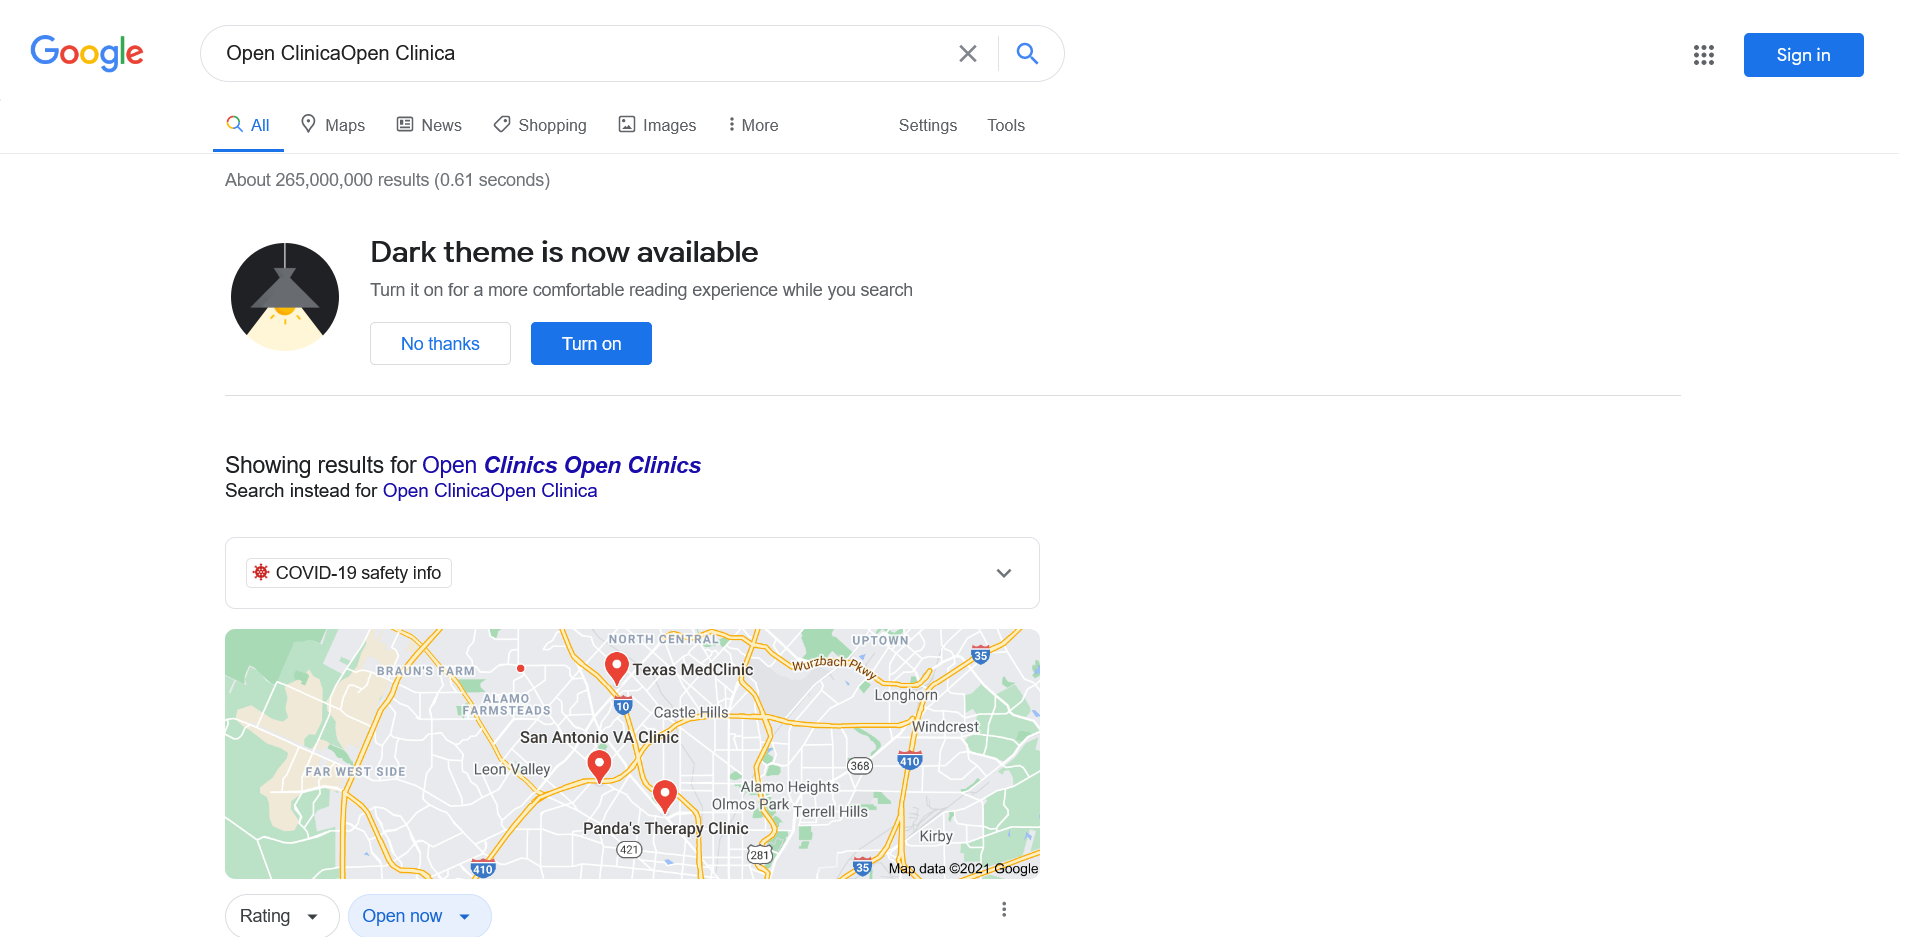 Google
Open ClinicaOpen Clinica
Sign in
All
Maps
News
Shopping
Images
More
Settings
Tools
About 265,000,000 results (0.61 seconds)
Dark theme is now available
Turn it on for a more comfortable reading experience while you search
No thanks
Turn on
Showing results for Open Clinics Open Clinics
Search instead for Open ClinicaOpen Clinica
COVID-19 safety info
NORTH CENTRAL
UPTOWN
35
BRAUN'S FARM
Texas MedClinic
Wurzbach Pkwy
Longhorn
ALAMO
FARMSTEADS
10
Castle Hills
Windcrest
San Antonio VA Clinic
FAR WEST SIDE
Leon Valley
368
410
Alamo Heights
Olmos Park
Terrell Hills
Panda's Therapy Clinic
Kirby
421
281
410
35
Map data ©2021 Google
Rating
Open now